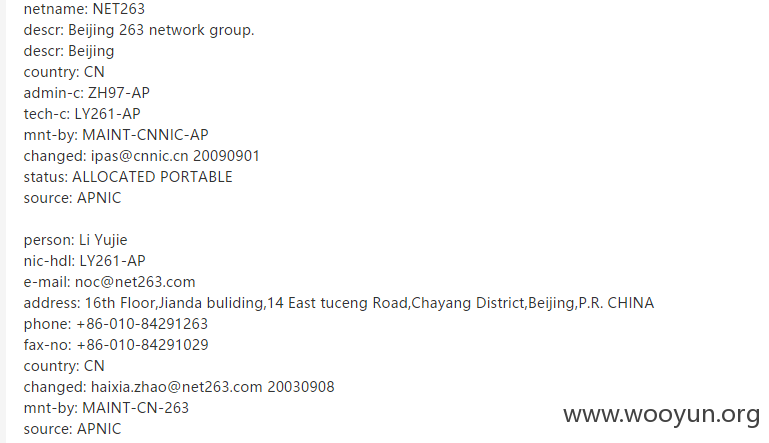 netname: NET263
descr: Beijing 263 network group.
descr: Beijing
country: CN
admin-c: ZH97-AP
tech-c: LY261-AP
mnt-by: MAINT-CNNIC-AP
changed: ipas@cnnic.cn 20090901
status: ALLOCATED PORTABLE
source: APNIC
person: Li Yujie
nic-hdl: LY261-AP
e-mail: noc@net263.com
address: 16th Floor,Jianda buliding,14 East tuceng Road,Chayang District,Beijing,P.R. CHINA
phone: +86-010-84291263
fax-no: +86-010-84291029
country: CN
changed: haixia.zhao@net263.com 20030908
mnt-by: MAINT-CN-263
source: APNIC
www.wooyun.org